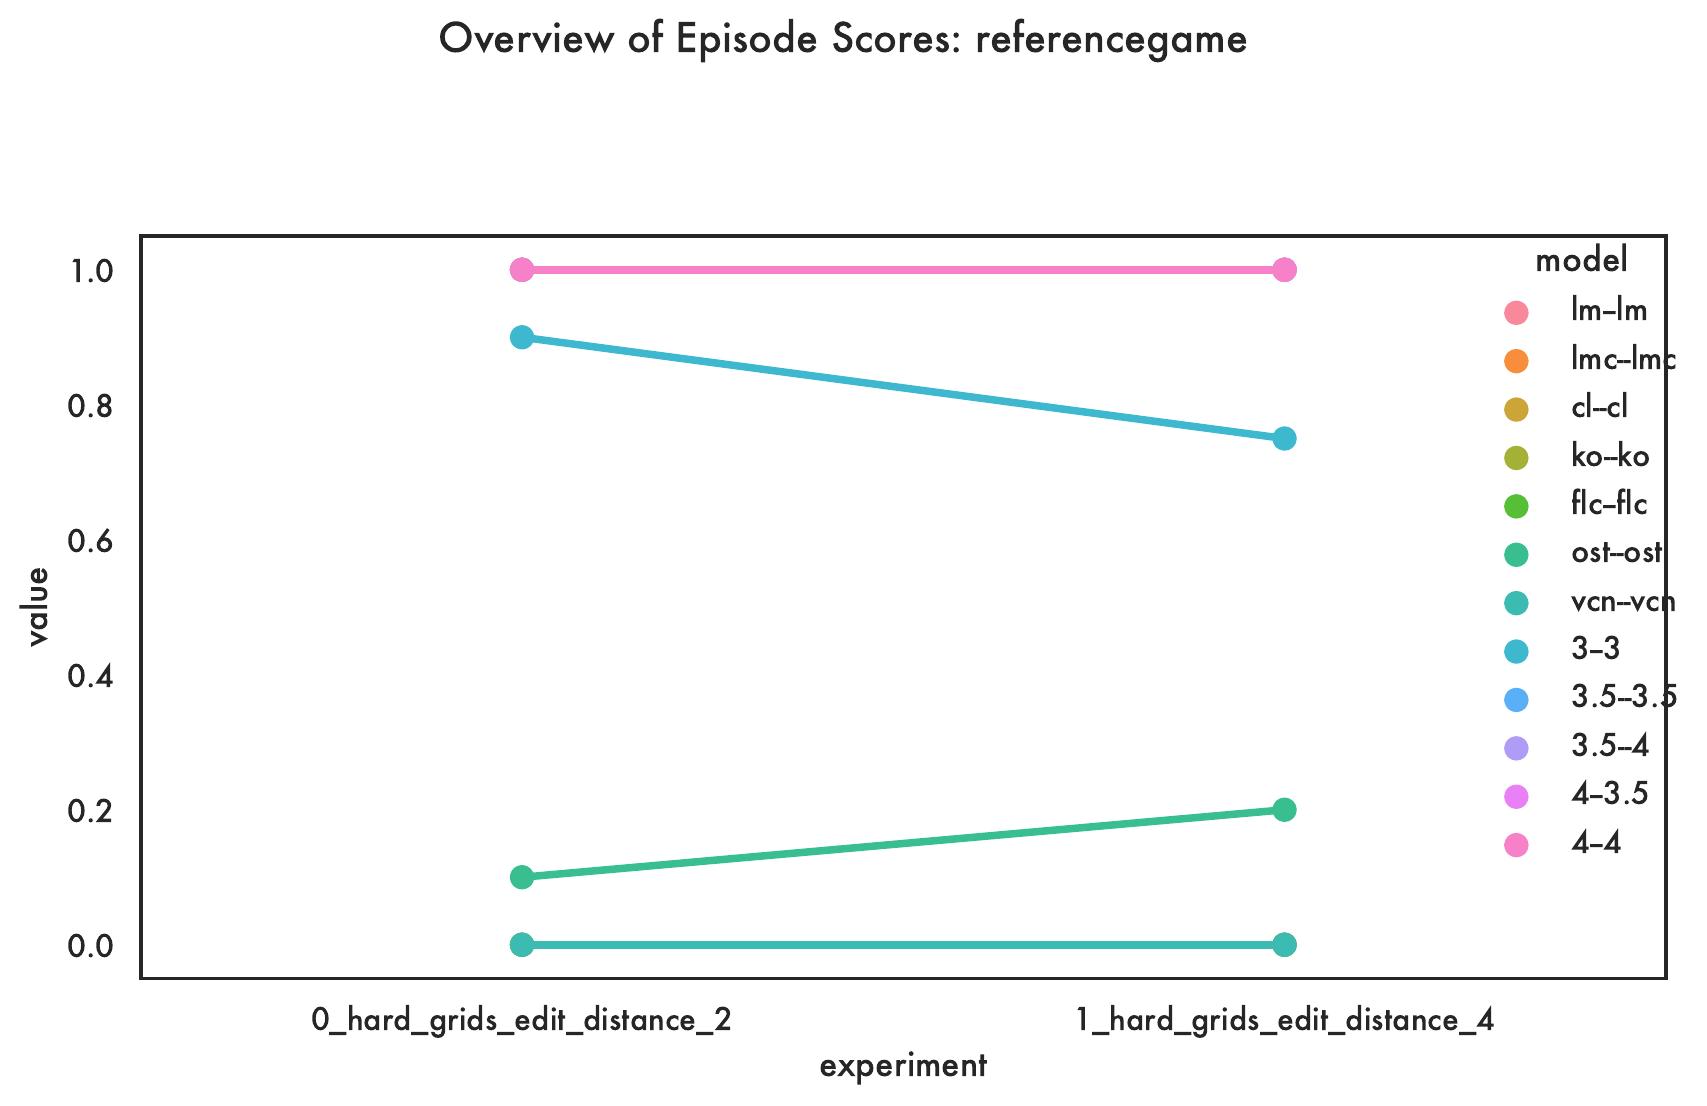 Overview of Episode Scores: referencegame
1.0
0.8
0.6
0.4
0.2
0.0
value
0_hard_grids_edit_distance_2
1_hard_grids_edit_distance_4
experiment
model
lm--lm
lmc--lmc
cl--cl
ko--ko
flc--flc
ost--ost
vcn--vcn
3--3
3.5--3.5
3.5--4
4--3.5
4--4